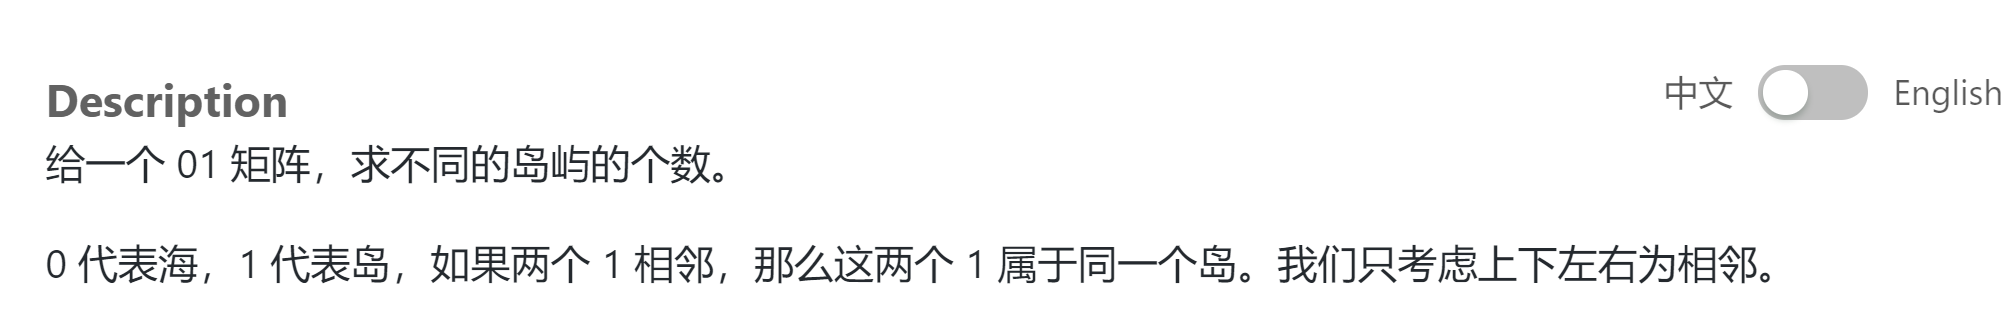 Description
中文 English
给一个 01 矩阵，求不同的岛屿的个数。
0 代表海，1 代表岛，如果两个 1 相邻，那么这两个 1 属于同一个岛。我们只考虑上下左右为相邻。